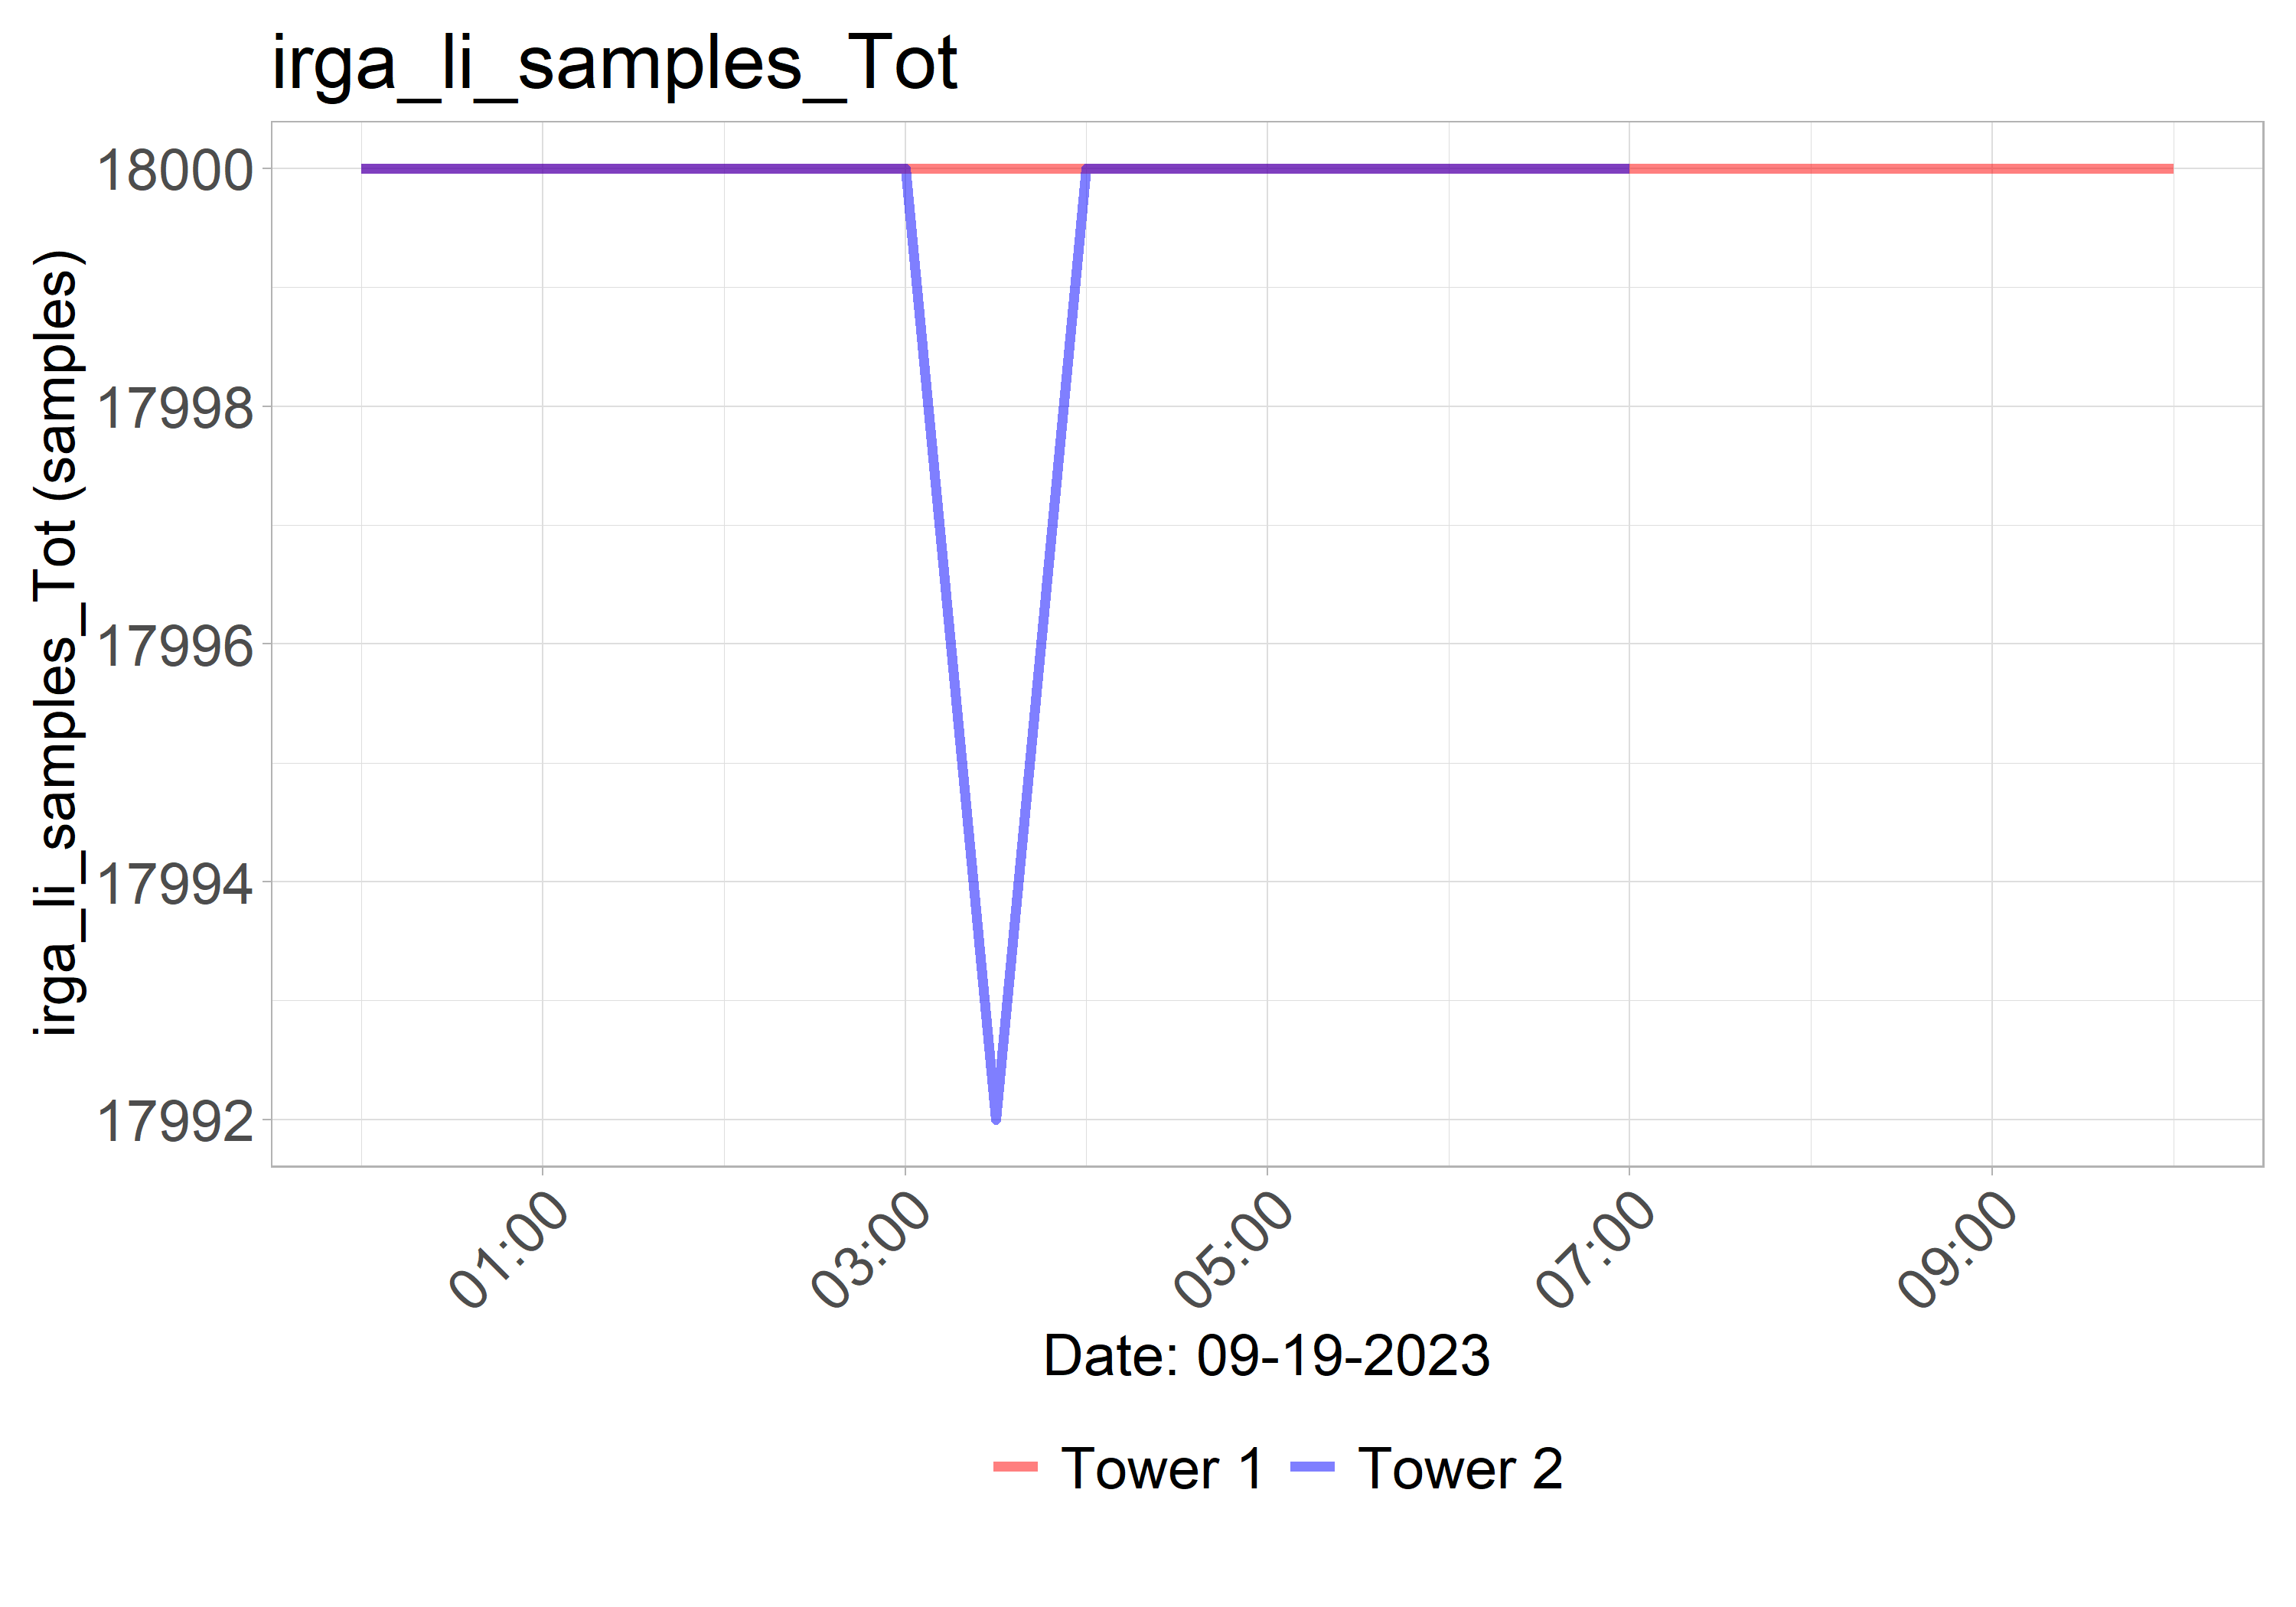 irga_li_samples_Tot
irga_li_samples_Tot (samples)
18000
17998
17996
17994
17992
01:00
03:00
05:00
07:00
09:00
Date: 09-19-2023
Tower 1
Tower 2